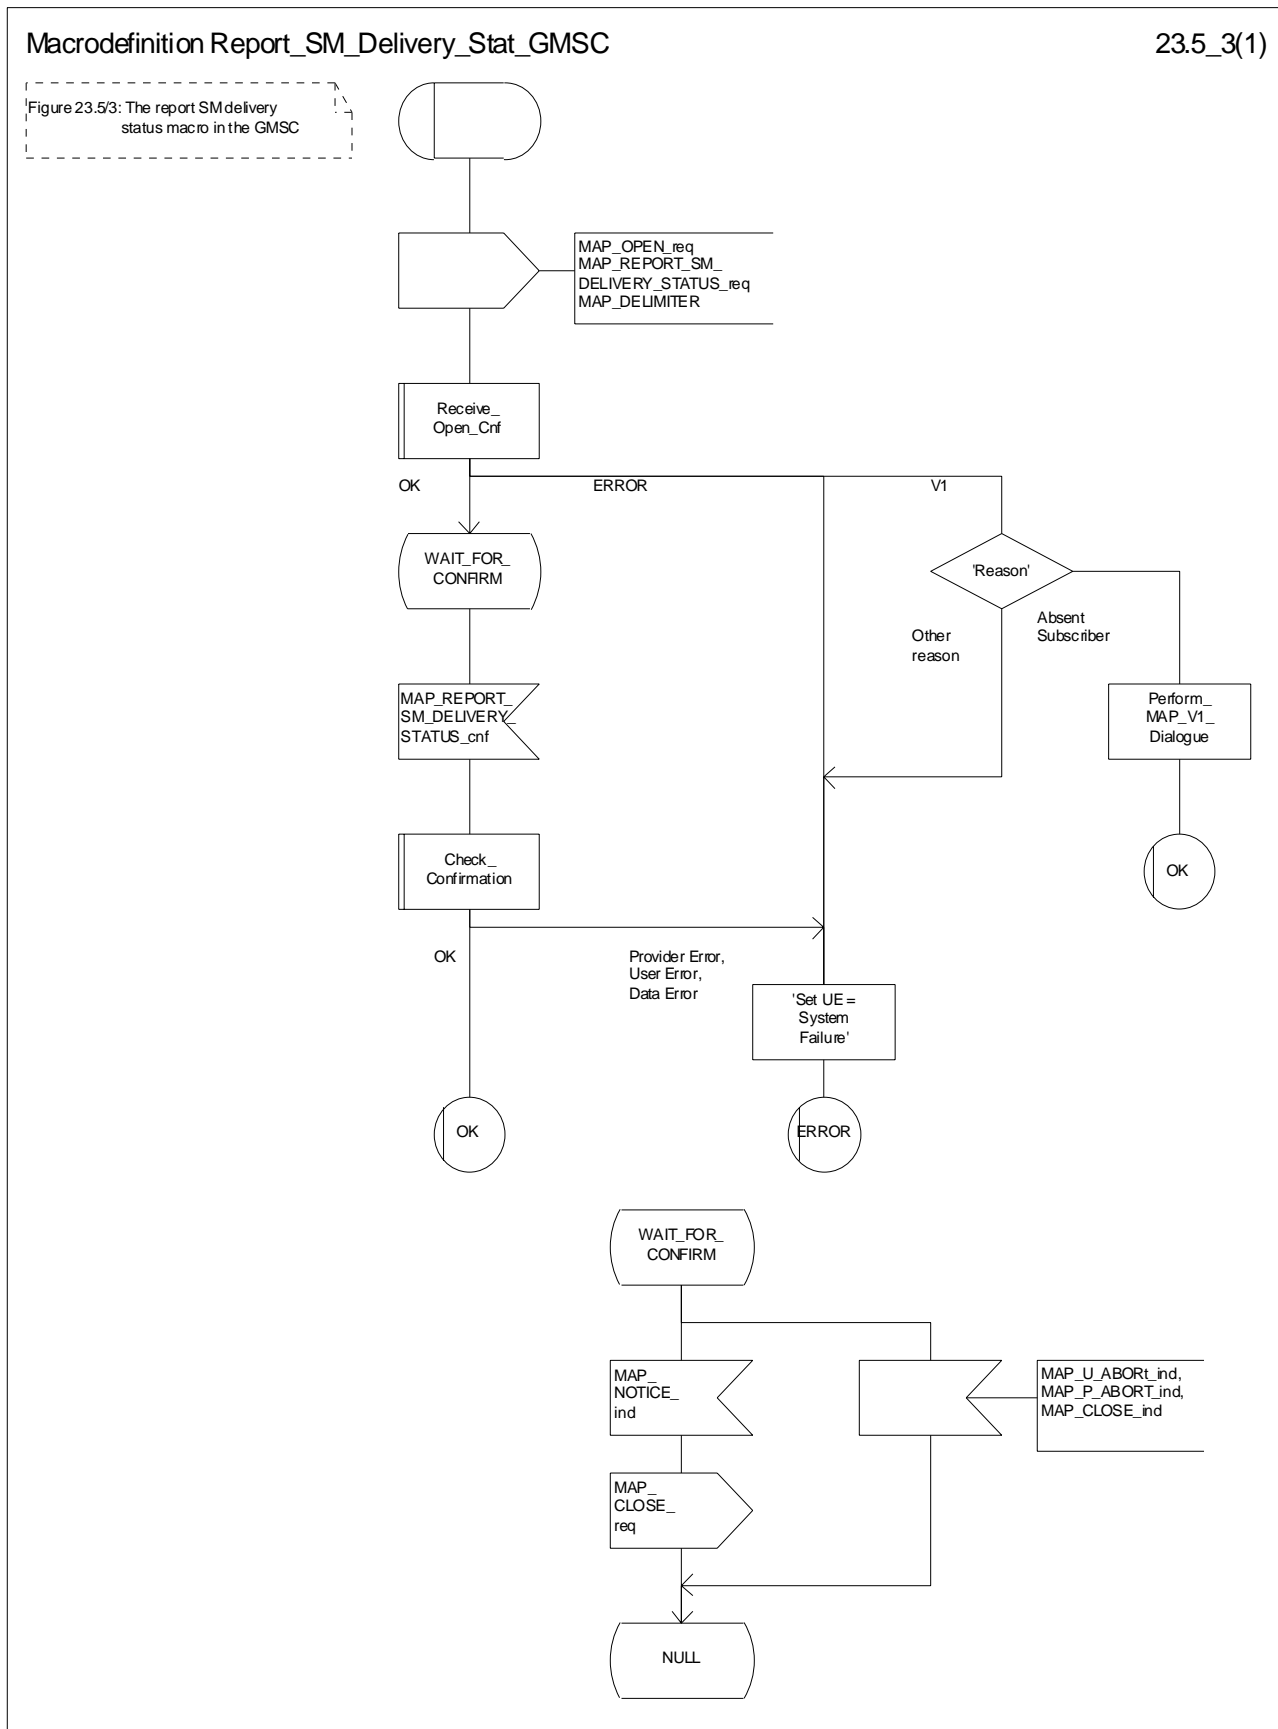 Macrodefinition Report_SM_Delivery_Stat_GMSC
23.5_3(1)
Figure 23.5/3: The report SM delivery
status macro in the GMSC
MAP_OPEN_req
MAP_REPORT_SM_
DELIVERY_STATUS_req
MAP_DELIMITER
Receive_
Open_Cnf
OK
ERROR
V1
WAIT_FOR_
CONFIRM
'Reason'
Other
reason
Absent
Subscriber
MAP_REPORT_
SM_DELIVERY_
STATUS_cnf
Perform_
MAP_V1_
Dialogue
Check_
Confirmation
OK
OK
Provider Error,
User Error,
Data Error
'Set UE =
System
Failure'
OK
ERROR
WAIT_FOR_
CONFIRM
MAP_
NOTICE_
ind
MAP_U_ABORt_ind,
MAP_P_ABORT_ind,
MAP_CLOSE_ind
MAP_
CLOSE_
req
NULL